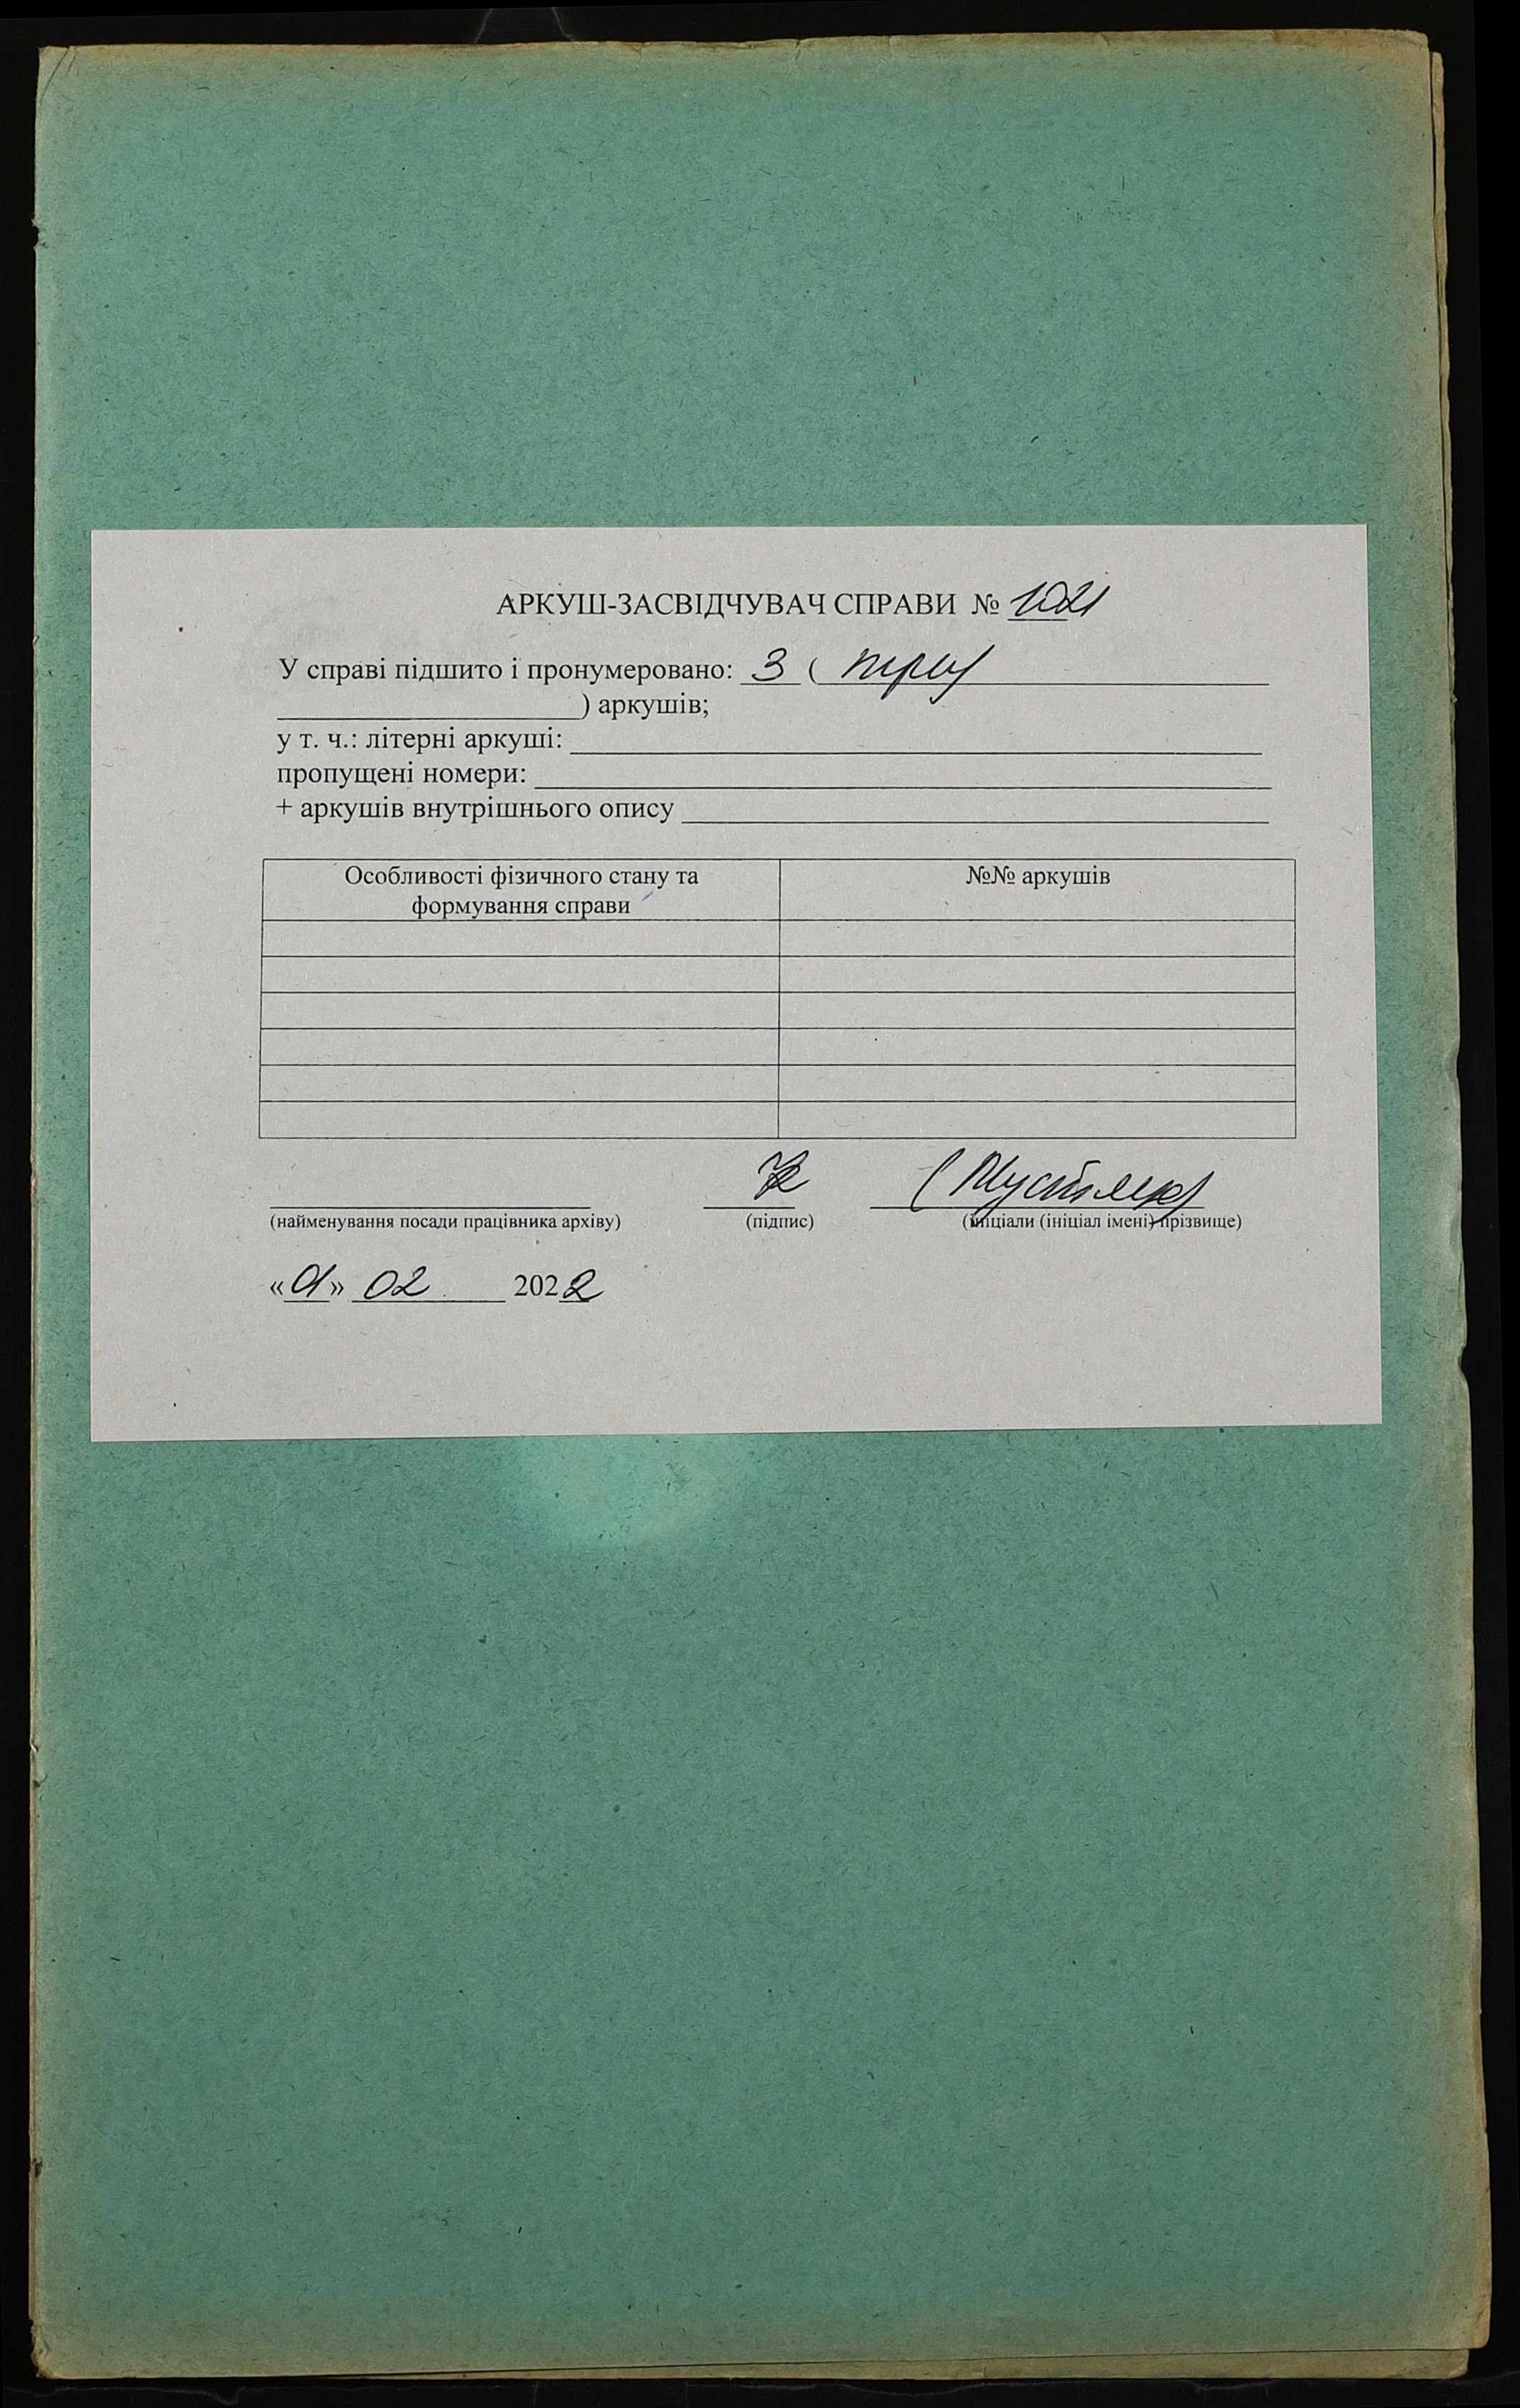 АРКУШ-ЗАСВІДЧУВАЧ СПРАВИ № 1021
У справі підшито і пронумеровано: 3 ( три
) аркушів;
у т. ч.: літерні аркуші:
пропущені номери:
+ аркушів внутрішнього опису
Особливості фізичного стану та
формування справи
№№ аркушів
(найменування посади працівника архіву) (підпис) (ініціали (ініціал імені) прізвище)
«01» 02 2022